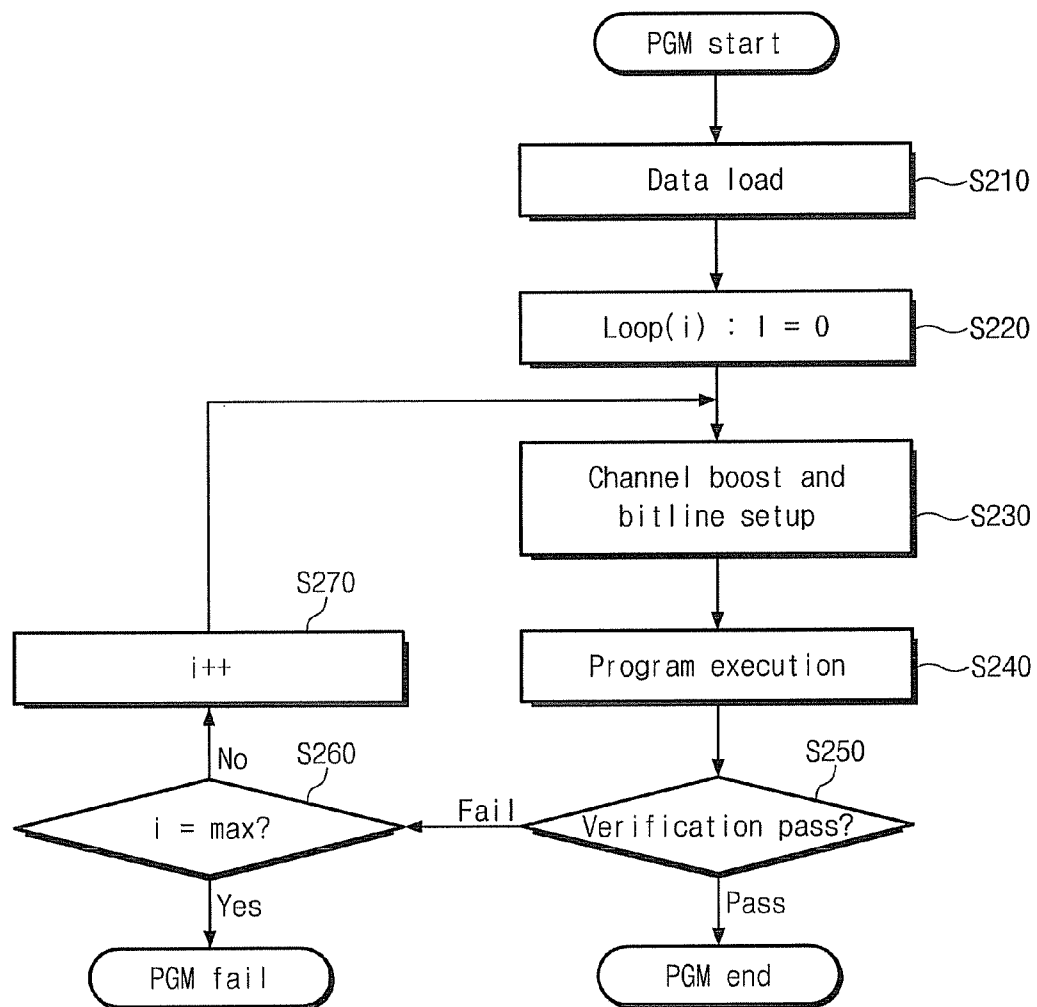 PGM start
Data load
S210
Loop(i) : I = 0
S220
Channel boost and
bitline setup
S230
S270
i++
Program execution
S240
No
S260
S250
i = max?
Fail
Verification pass?
Yes
Pass
PGM fail
PGM end